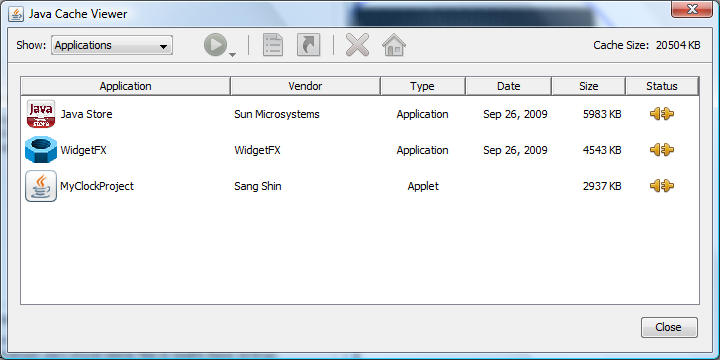 Java Cache Viewer
Show: Applications Cache Size: 20504 KB
Application Vendor Type Date Size Status
Java Store Sun Microsystems Application Sep 26, 2009 5983 KB
WidgetFX WidgetFX Application Sep 26, 2009 4543 KB
MyClockProject Sang Shin Applet 2937 KB
Close